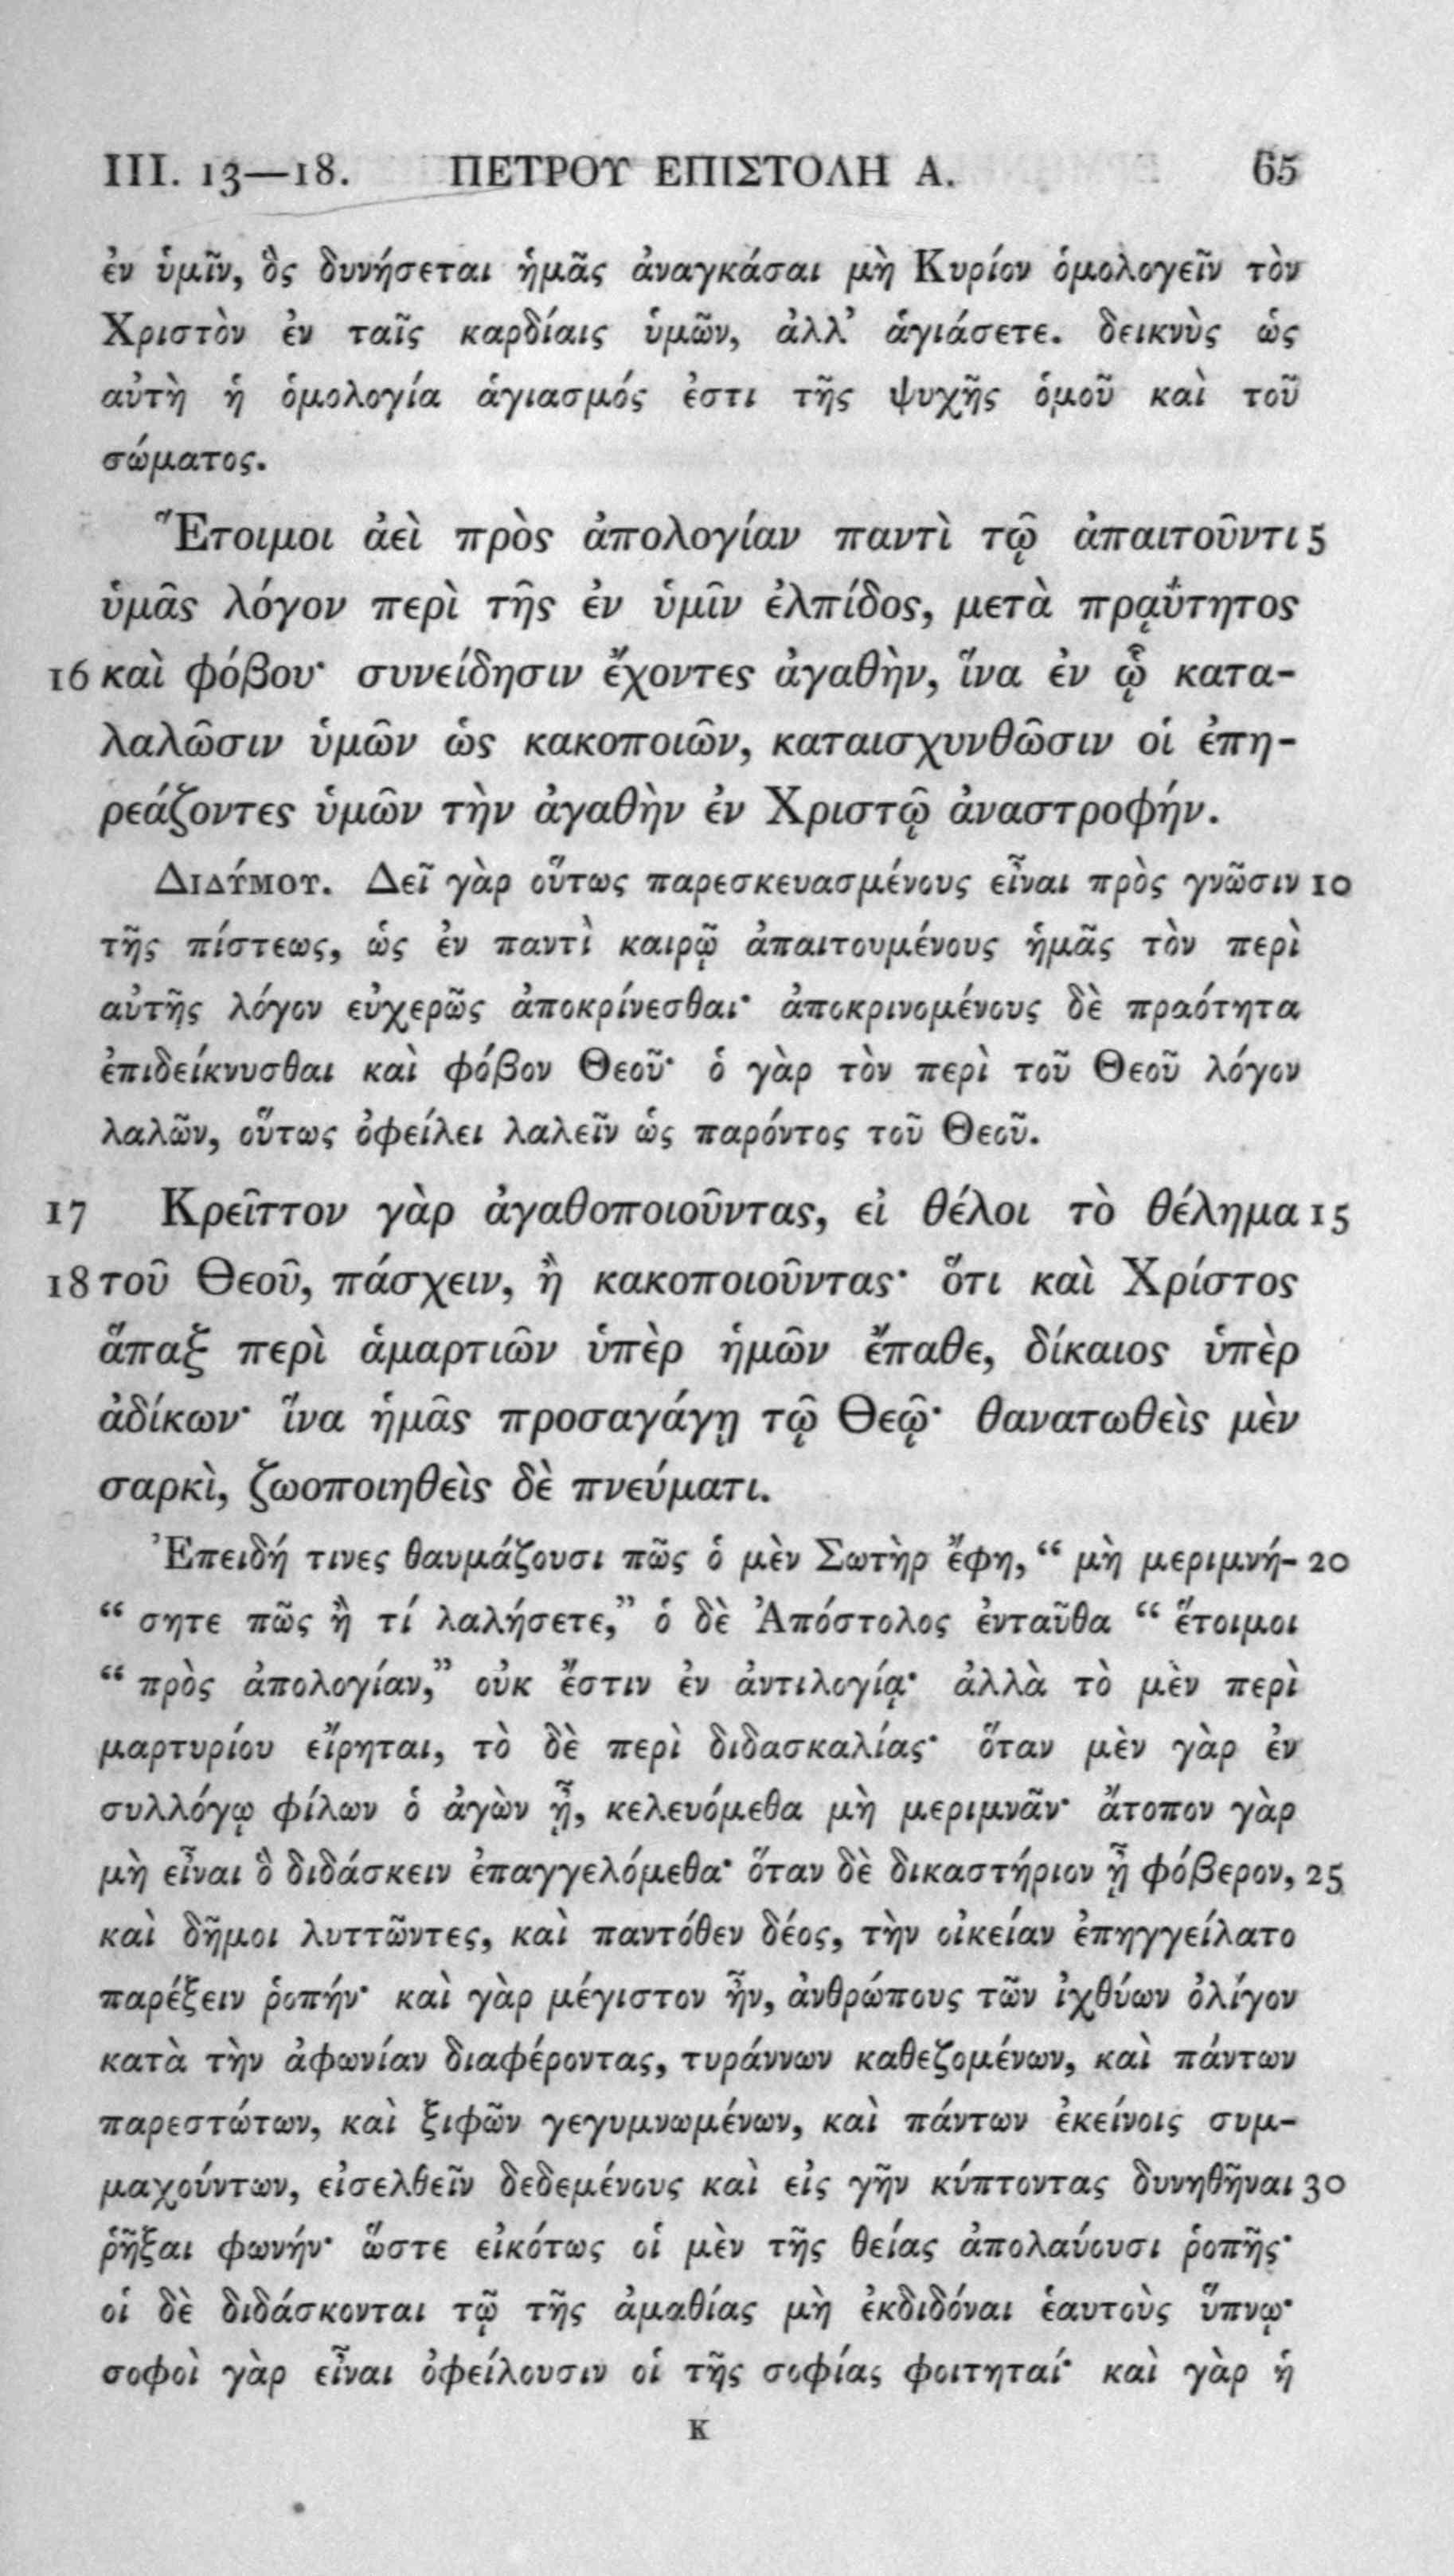 III. 13—18. ΠΕΤΡΟΥ ΕΠΙΣΤΟΛΗ Α. 65
ἐν ὑμῖν, ὃς δυνήσεται ἡμᾶς ἀναγκάσαι μὴ Κυρίον ὁμολογεῖν τὸν
Χριστὸν ἐν ταῖς καρδίαις ὑμῶν, ἀλλ’ ἁγιάσετε. δεικνὺς ὡς
αὐτὴ ἡ ὁμολογία ἁγιασμός ἐστι τῆς ψυχῆς ὁμοῦ καὶ τοῦ
σώματος.
Ἕτοιμοι ἀεὶ πρὸς ἀπολογίαν παντὶ τῷ ἀπαιτοῦντι 5
ὑμᾶς λόγον περὶ τῆς ἐν ὑμῖν ἐλπίδος, μετὰ πρᾳΰτητος
16 καὶ φόβου· συνείδησιν ἔχοντες ἀγαθὴν, ἵνα ἐν ᾧ κατα-
λαλῶσιν ὑμῶν ὡς κακοποιῶν, καταισχυνθῶσιν οἱ ἐπη-
ρεάζοντες ὑμῶν τὴν ἀγαθὴν ἐν Χριστῷ ἀναστροφήν.
Διδύμου. Δεῖ γὰρ οὕτως παρεσκευασμένους εἶναι πρὸς γνῶσιν 10
τῆς πίστεως, ὡς ἐν παντὶ καιρῷ ἀπαιτουμένους ἡμᾶς τὸν περὶ
αὐτῆς λόγον εὐχερῶς ἀποκρίνεσθαι· ἀποκρινομένους δὲ πραότητα
ἐπιδείκνυσθαι καὶ φόβον Θεοῦ· ὁ γὰρ τὸν περὶ τοῦ Θεοῦ λόγον
λαλῶν, οὕτως ὀφείλει λαλεῖν ὡς παρόντος τοῦ Θεοῦ.
17 Κρεῖττον γὰρ ἀγαθοποιοῦντας, εἰ θέλοι τὸ θέλημα 15
18 τοῦ Θεοῦ, πάσχειν, ἢ κακοποιοῦντας· ὅτι καὶ Χρίστος
ἅπαξ περὶ ἁμαρτιῶν ὑπὲρ ἡμῶν ἔπαθε, δίκαιος ὑπὲρ
ἀδίκων· ἵνα ἡμᾶς προσαγάγῃ τῷ Θεῷ· θανατωθεὶς μὲν
σαρκὶ, ζωοποιηθεὶς δὲ πνεύματι.
Ἐπειδή τινες θαυμάζουσι πῶς ὁ μὲν Σωτὴρ ἔφη, “ μὴ μεριμνή- 20
“ σητε πῶς ἢ τί λαλήσετε,” ὁ δὲ Ἀπόστολος ἐνταῦθα “ ἕτοιμοι
“ πρὸς ἀπολογίαν,” οὐκ ἔστιν ἐν ἀντιλογίᾳ· ἀλλὰ τὸ μὲν περὶ
μαρτυρίου εἴρηται, τὸ δὲ περὶ διδασκαλίας· ὅταν μὲν γὰρ ἐν
συλλόγῳ φίλων ὁ ἀγὼν ᾖ, κελευόμεθα μὴ μεριμνᾶν· ἄτοπον γὰρ
μὴ εἶναι ὃ διδάσκειν ἐπαγγελόμεθα· ὅταν δὲ δικαστήριον ᾖ φόβερον, 25
καὶ δῆμοι λυττῶντες, καὶ παντόθεν δέος, τὴν οἰκείαν ἐπηγγείλατο
παρέξειν ῥοπήν· καὶ γὰρ μέγιστον ἦν, ἀνθρώπους τῶν ἰχθύων ὀλίγον
κατὰ τὴν ἀφωνίαν διαφέροντας, τυράννων καθεζομένων, καὶ πάντων
παρεστώτων, καὶ ξιφῶν γεγυμνωμένων, καὶ πάντων ἐκείνοις συμ-
μαχούντων, εἰσελθεῖν δεδεμένους καὶ εἰς γῆν κύπτοντας δυνηθῆναι 30
ῥῆξαι φωνήν· ὥστε εἰκότως οἱ μὲν τῆς θείας ἀπολαύουσι ῥοπῆς·
οἱ δὲ διδάσκονται τῷ τῆς ἀμαθίας μὴ ἐκδιδόναι ἑαυτοὺς ὕπνῳ·
σοφοὶ γὰρ εἶναι ὀφείλουσιν οἱ τῆς σοφίας φοιτηταί· καὶ γὰρ ἡ
K